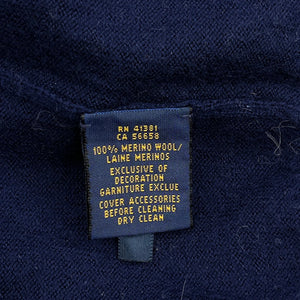 RN 41381
CA 56658
100% MERINO WOOL/
LAINE MERINOS
EXCLUSIVE OF
DECORATION
GARNITURE EXCLUE
COVER ACCESSORIES
BEFORE CLEANING
DRY CLEAN